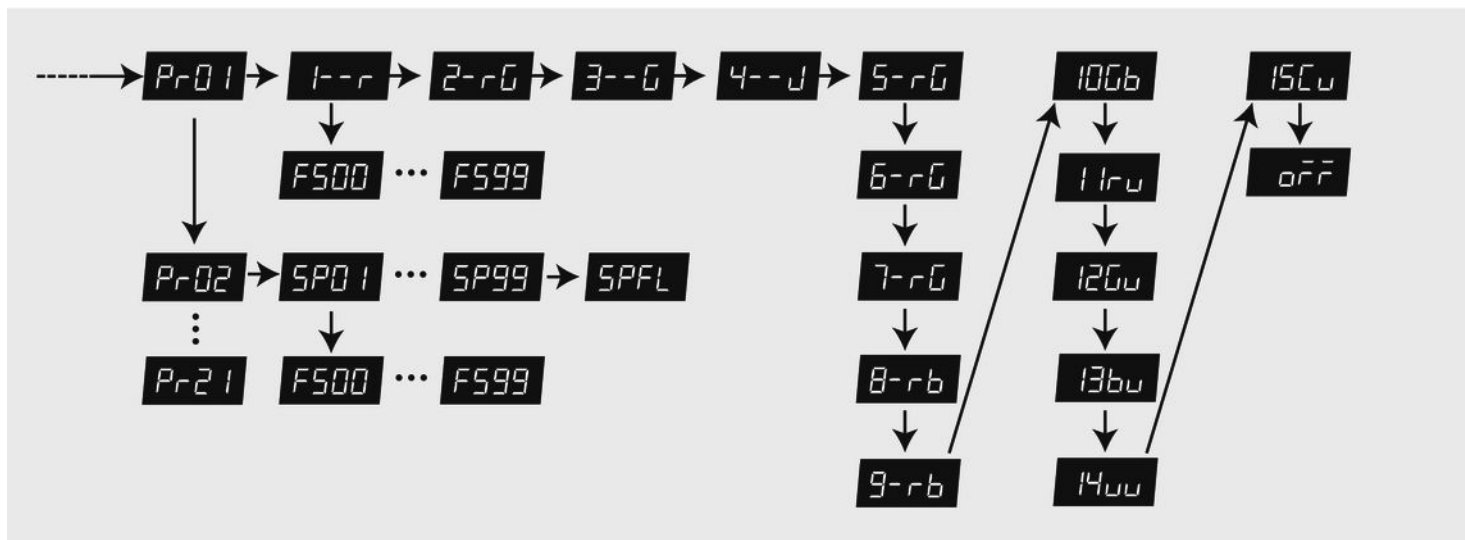 Pr01 1--r 2-rG 3--G 4--J 5-rG 10Gb 15Cu
FS00 ... FS99 6-rG 11ru oFF
Pr02 SP01 ... SP99 SPFL 7-rG 12Gu
Pr21 FS00 ... FS99 8-rb 13bu
9-rb 14uu